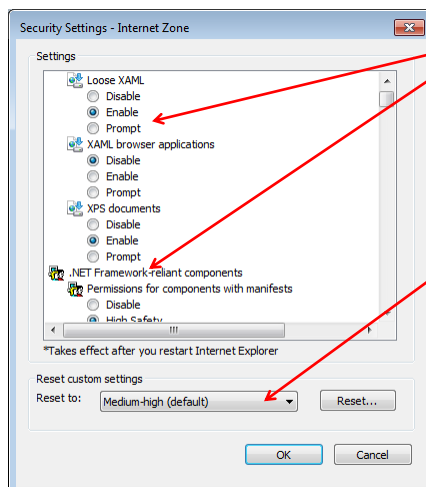 Security Settings - Internet Zone
Settings
Loose XAML
Disable
Enable
Prompt
XAML browser applications
Disable
Enable
Prompt
XPS documents
Disable
Enable
Prompt
.NET Framework-reliant components
Permissions for components with manifests
Disable
High Safety
*Takes effect after you restart Internet Explorer
Reset custom settings
Reset to: Medium-high (default) Reset...
OK Cancel